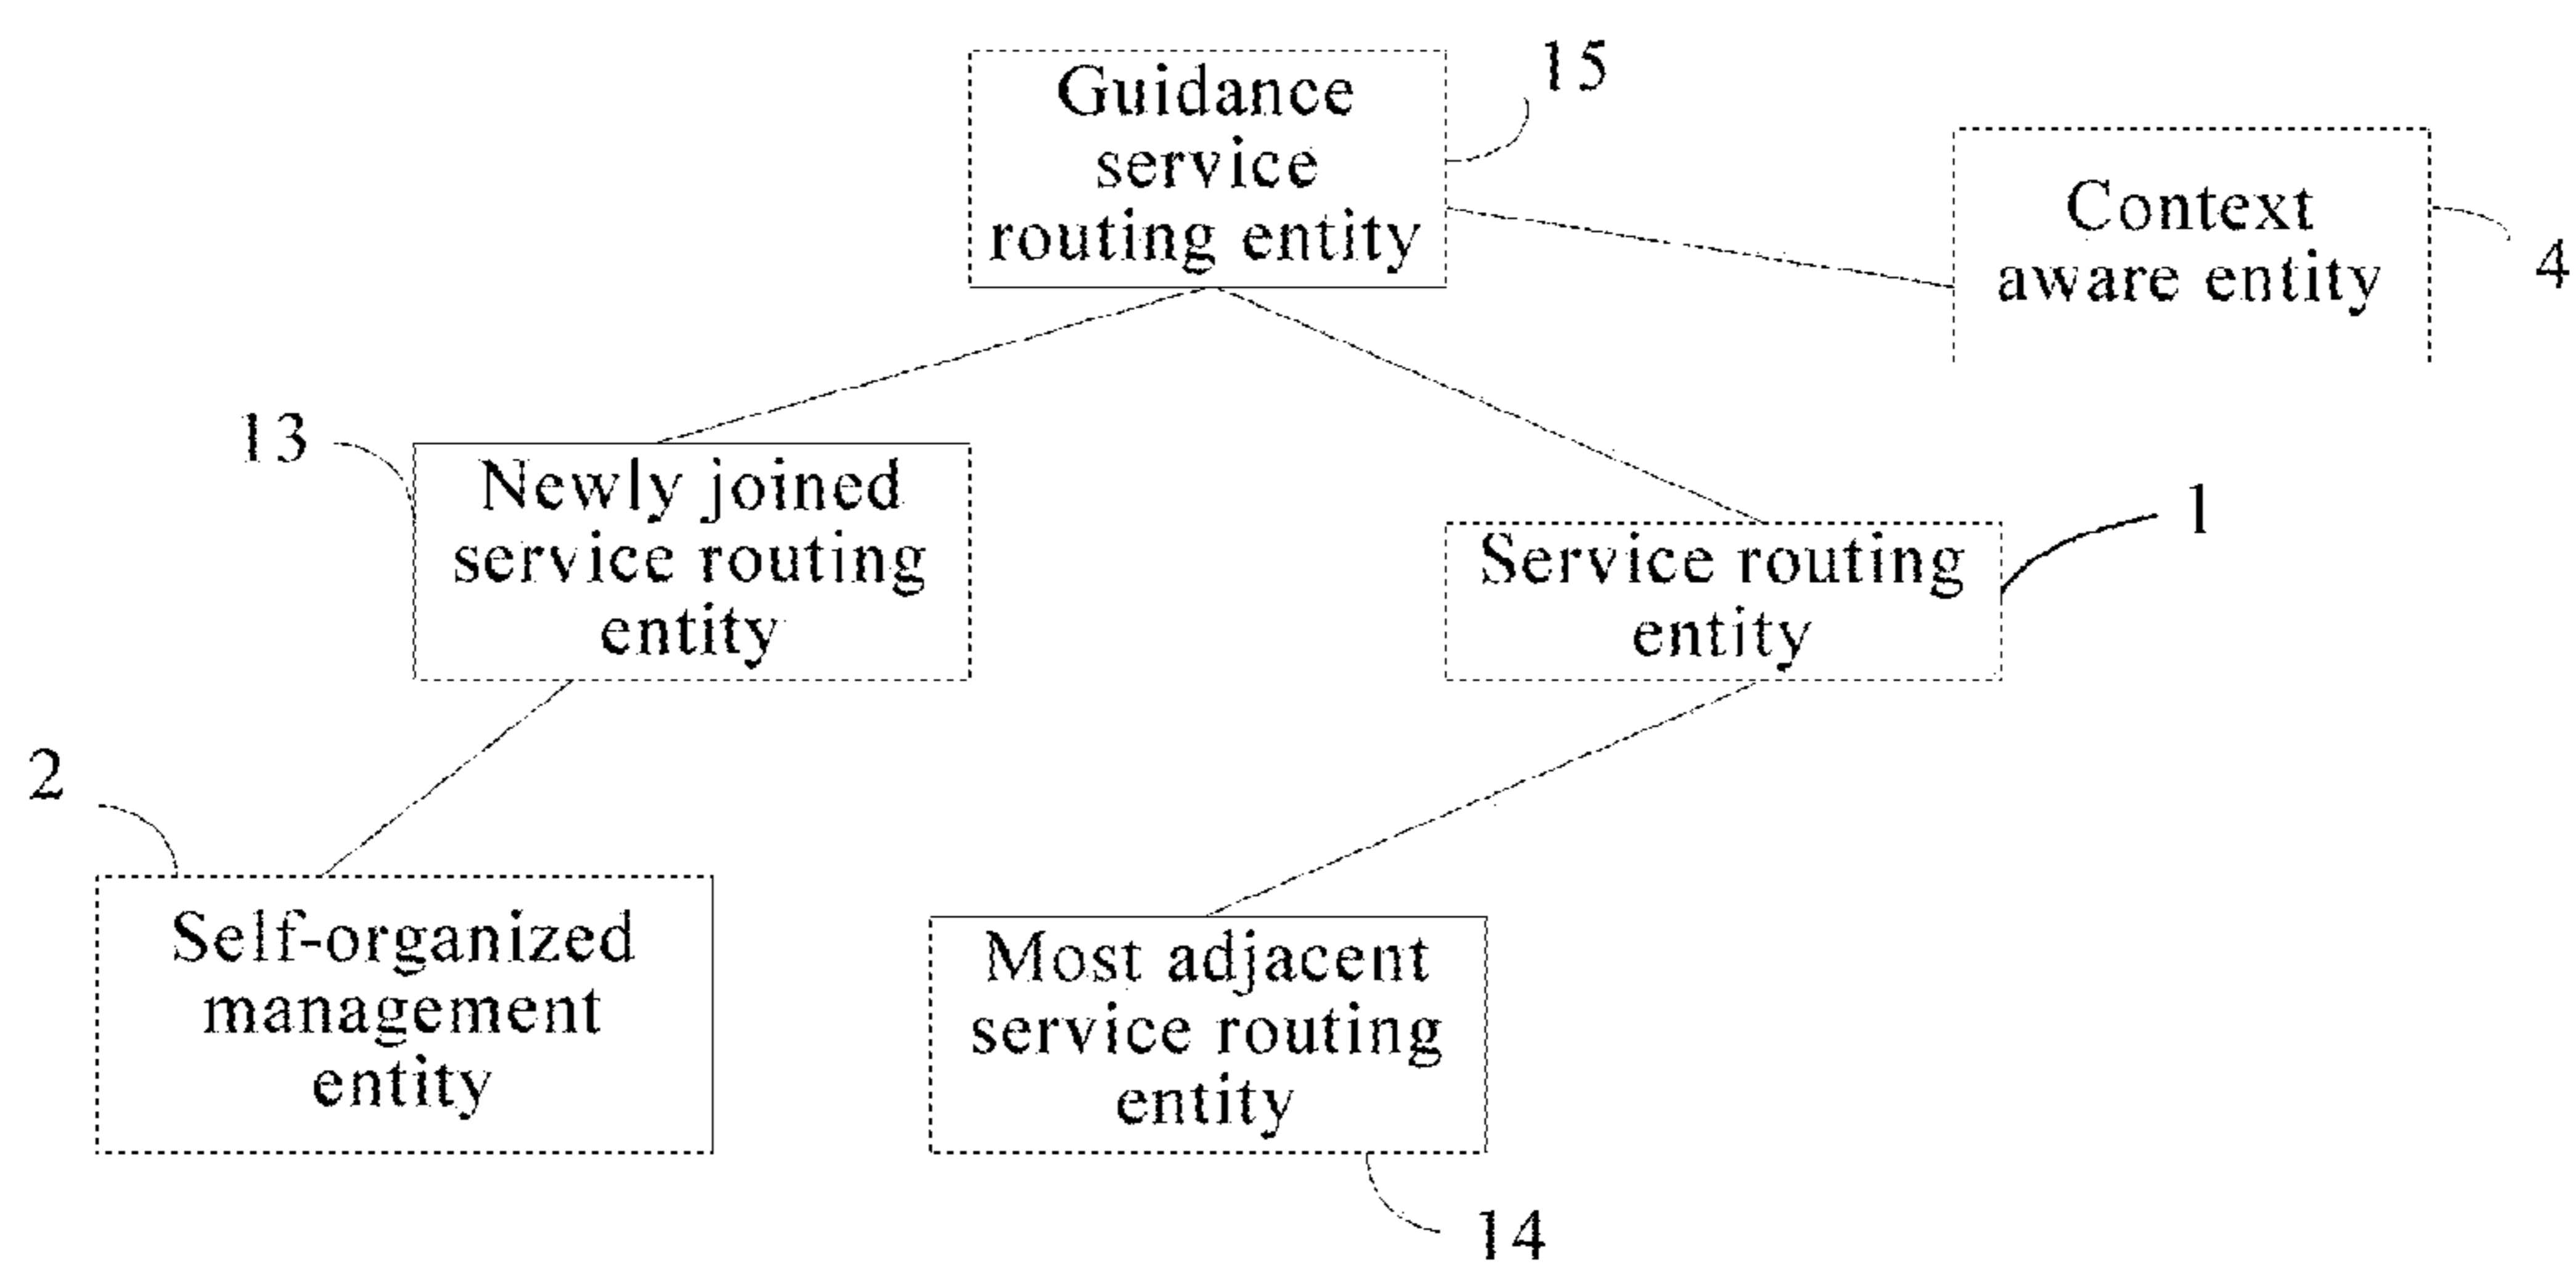 Guidance
service
routing entity
15
Context
aware entity
4
13
Newly joined
service routing
entity
Service routing
entity
1
2
Self-organized
management
entity
Most adjacent
service routing
entity
14